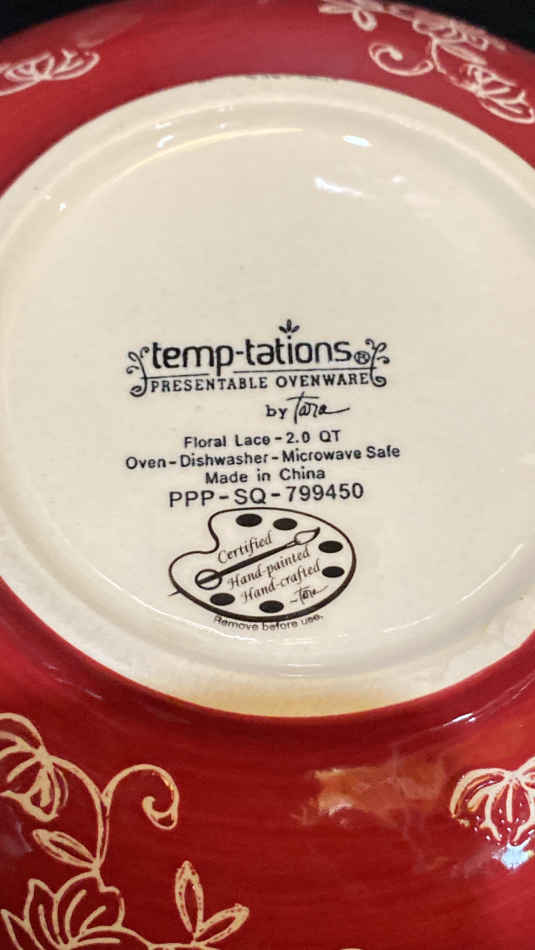 temp-tations®
PRESENTABLE OVENWARE
by Tara
Floral Lace - 2.0 QT
Oven - Dishwasher - Microwave Safe
Made in China
PPP - SQ - 799450
Certified
Hand-painted
Hand-crafted
~Tara
Remove before use.